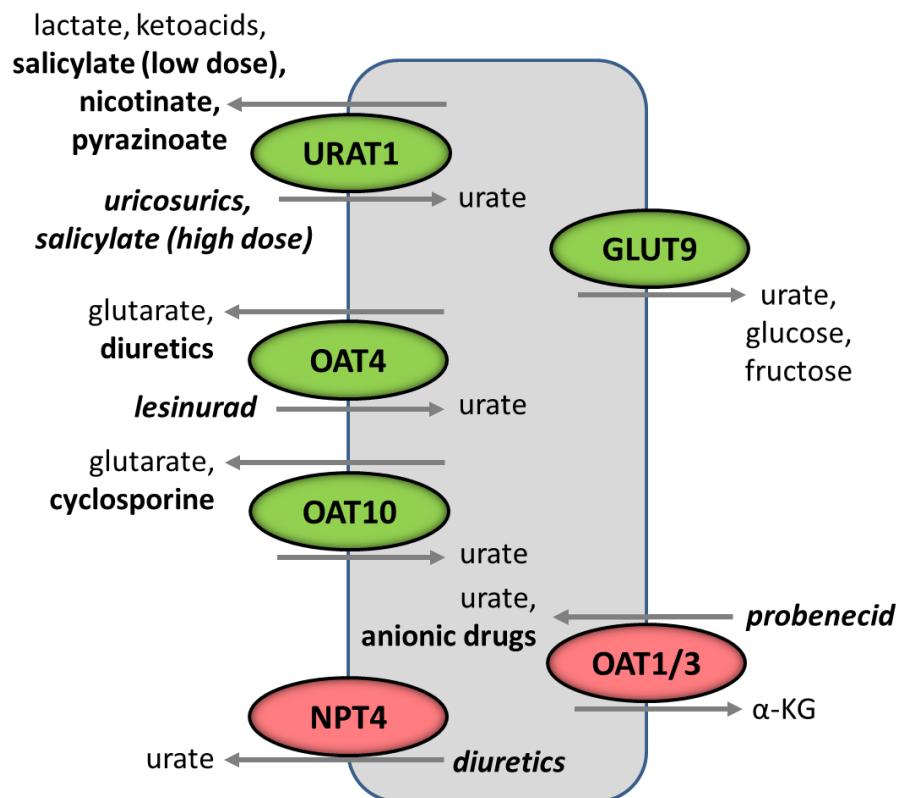 lactate, ketoacids,
salicylate (low dose),
nicotinate,
pyrazinoate
URAT1
uricosurics,
salicylate (high dose)
urate
GLUT9
urate,
glucose,
fructose
glutarate,
diuretics
OAT4
lesinurad
urate
glutarate,
cyclosporine
OAT10
urate
urate,
anionic drugs
probenecid
OAT1/3
α-KG
NPT4
urate
diuretics